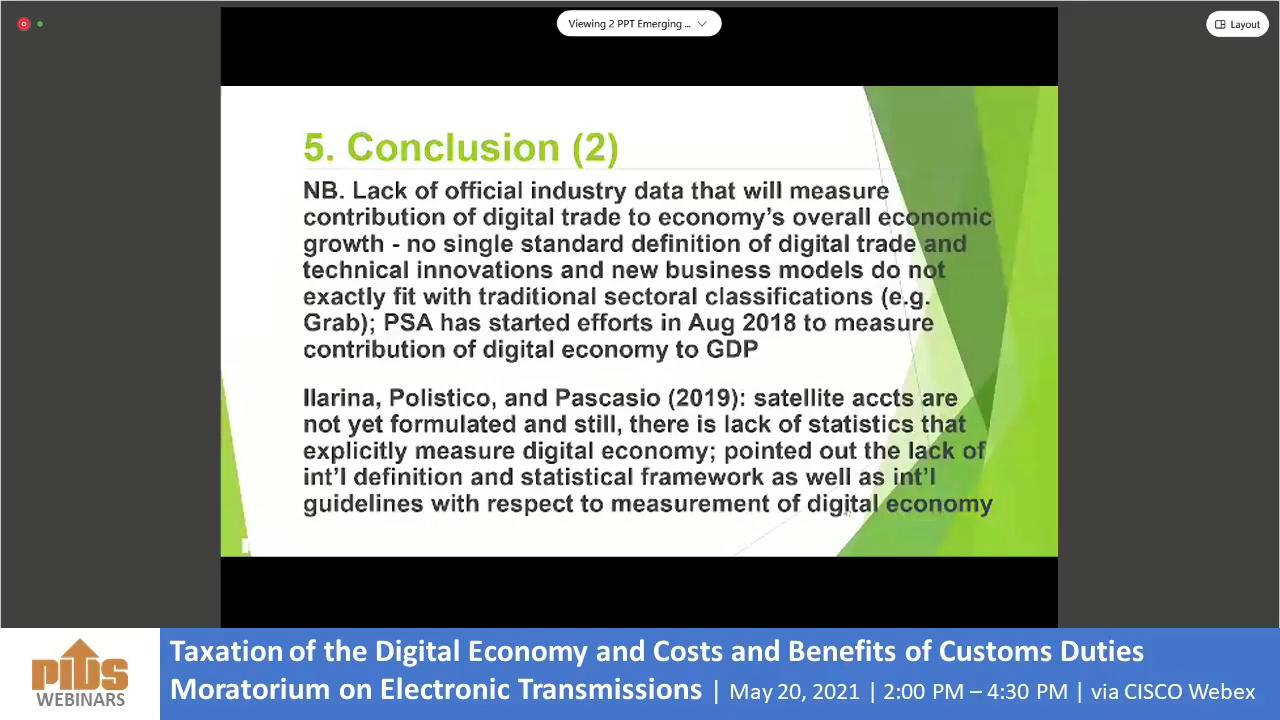 Viewing 2 PPT Emerging ...
Layout
5. Conclusion (2)
NB. Lack of official industry data that will measure
contribution of digital trade to economy's overall economic
growth - no single standard definition of digital trade and
technical innovations and new business models do not
exactly fit with traditional sectoral classifications (e.g.
Grab); PSA has started efforts in Aug 2018 to measure
contribution of digital economy to GDP
Ilarina, Polistico, and Pascasio (2019): satellite accts are
not yet formulated and still, there is lack of statistics that
explicitly measure digital economy; pointed out the lack of
int'l definition and statistical framework as well as int'l
guidelines with respect to measurement of digital economy
PIDS
WEBINARS
Taxation of the Digital Economy and Costs and Benefits of Customs Duties
Moratorium on Electronic Transmissions | May 20, 2021 | 2:00 PM – 4:30 PM | via CISCO Webex